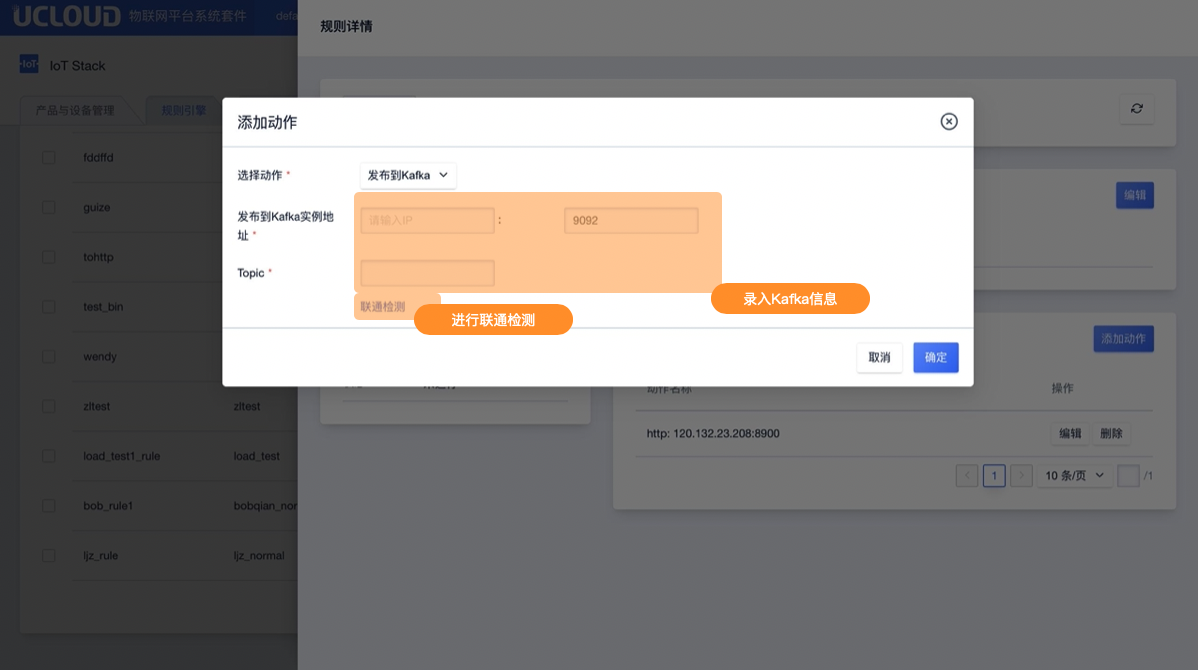 UCLOUD 物联网平台系统套件 defa
规则详情
IoT IoT Stack
产品与设备管理 规则引擎
添加动作
选择动作 * 发布到Kafka
发布到Kafka实例地
址 *
请输入IP : 9092
Topic *
联通检测
进行联通检测
录入Kafka信息
取消 确定
编辑
添加动作
fddffd
guize
tohttp
test_bin
wendy
zltest zltest
load_test1_rule load_test
bob_rule1 bobqian_nor
ljz_rule ljz_normal
动作名称 操作
http: 120.132.23.208:8900 编辑 删除
1 10 条/页 /1